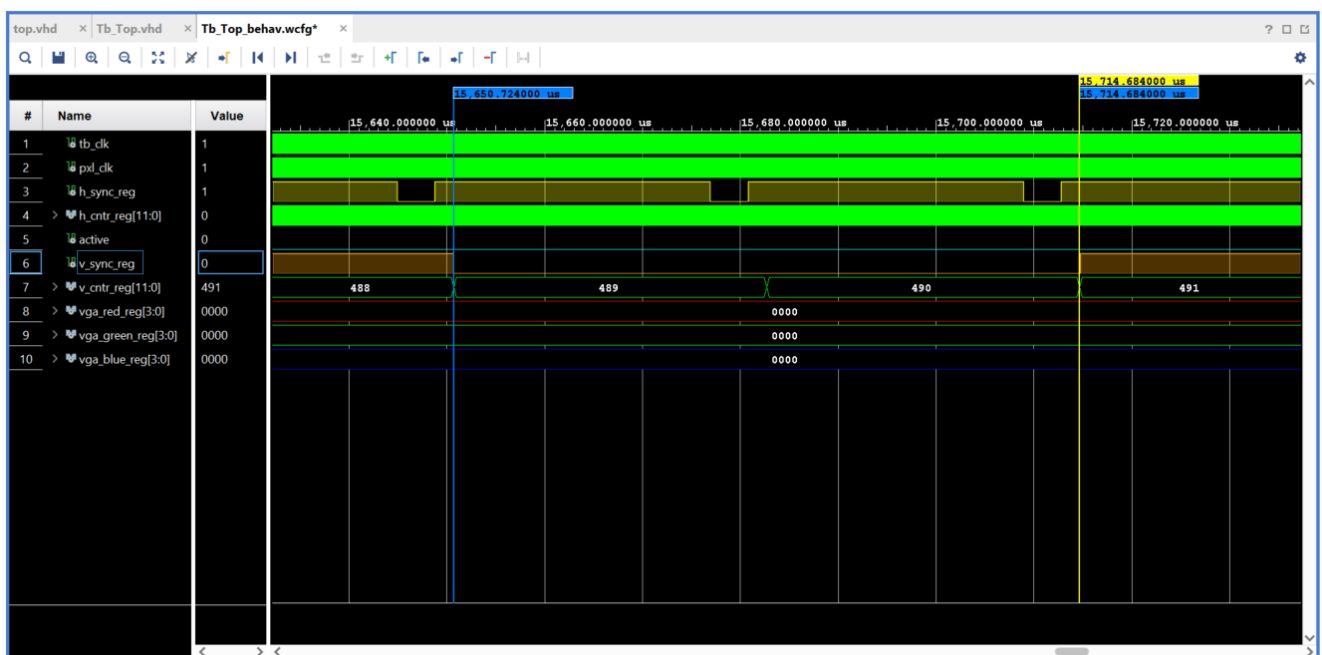 top.vhd × Tb_Top.vhd × Tb_Top_behav.wcfg* × ?
15,714.684000 us
15,650.724000 us 15,714.684000 us
# Name Value 15,640.000000 us 15,660.000000 us 15,680.000000 us 15,700.000000 us 15,720.000000 us
1 tb_clk 1
2 pxl_clk 1
3 h_sync_reg 1
4 > h_cntr_reg[11:0] 0
5 active 0
6 v_sync_reg 0
7 > v_cntr_reg[11:0] 491 488 489 490 491
8 > vga_red_reg[3:0] 0000 0000
9 > vga_green_reg[3:0] 0000 0000
10 > vga_blue_reg[3:0] 0000 0000